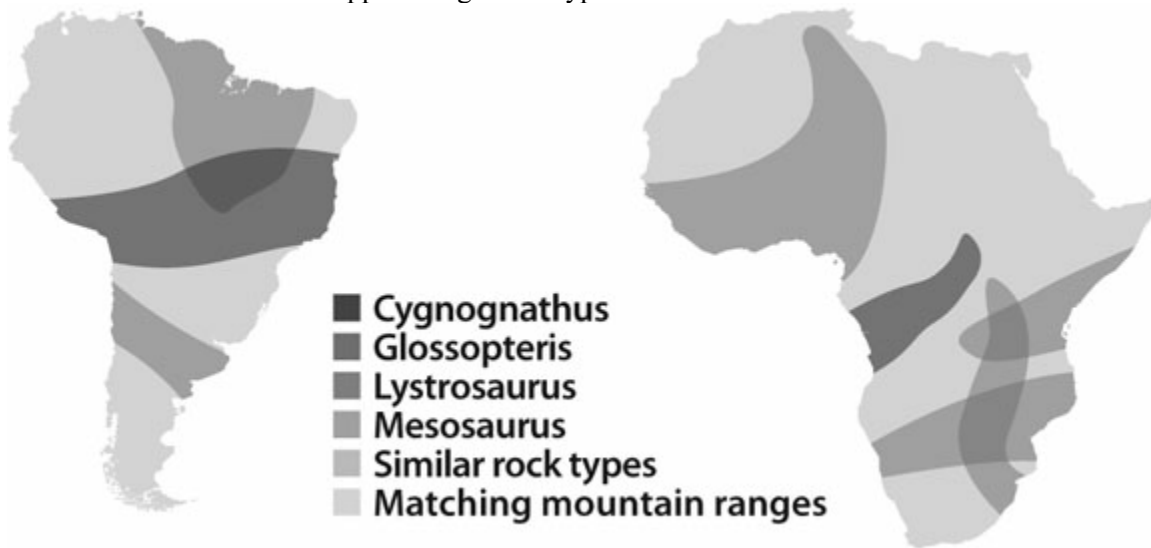 Cygnognathus
Glossopteris
Lystrosaurus
Mesosaurus
Similar rock types
Matching mountain ranges